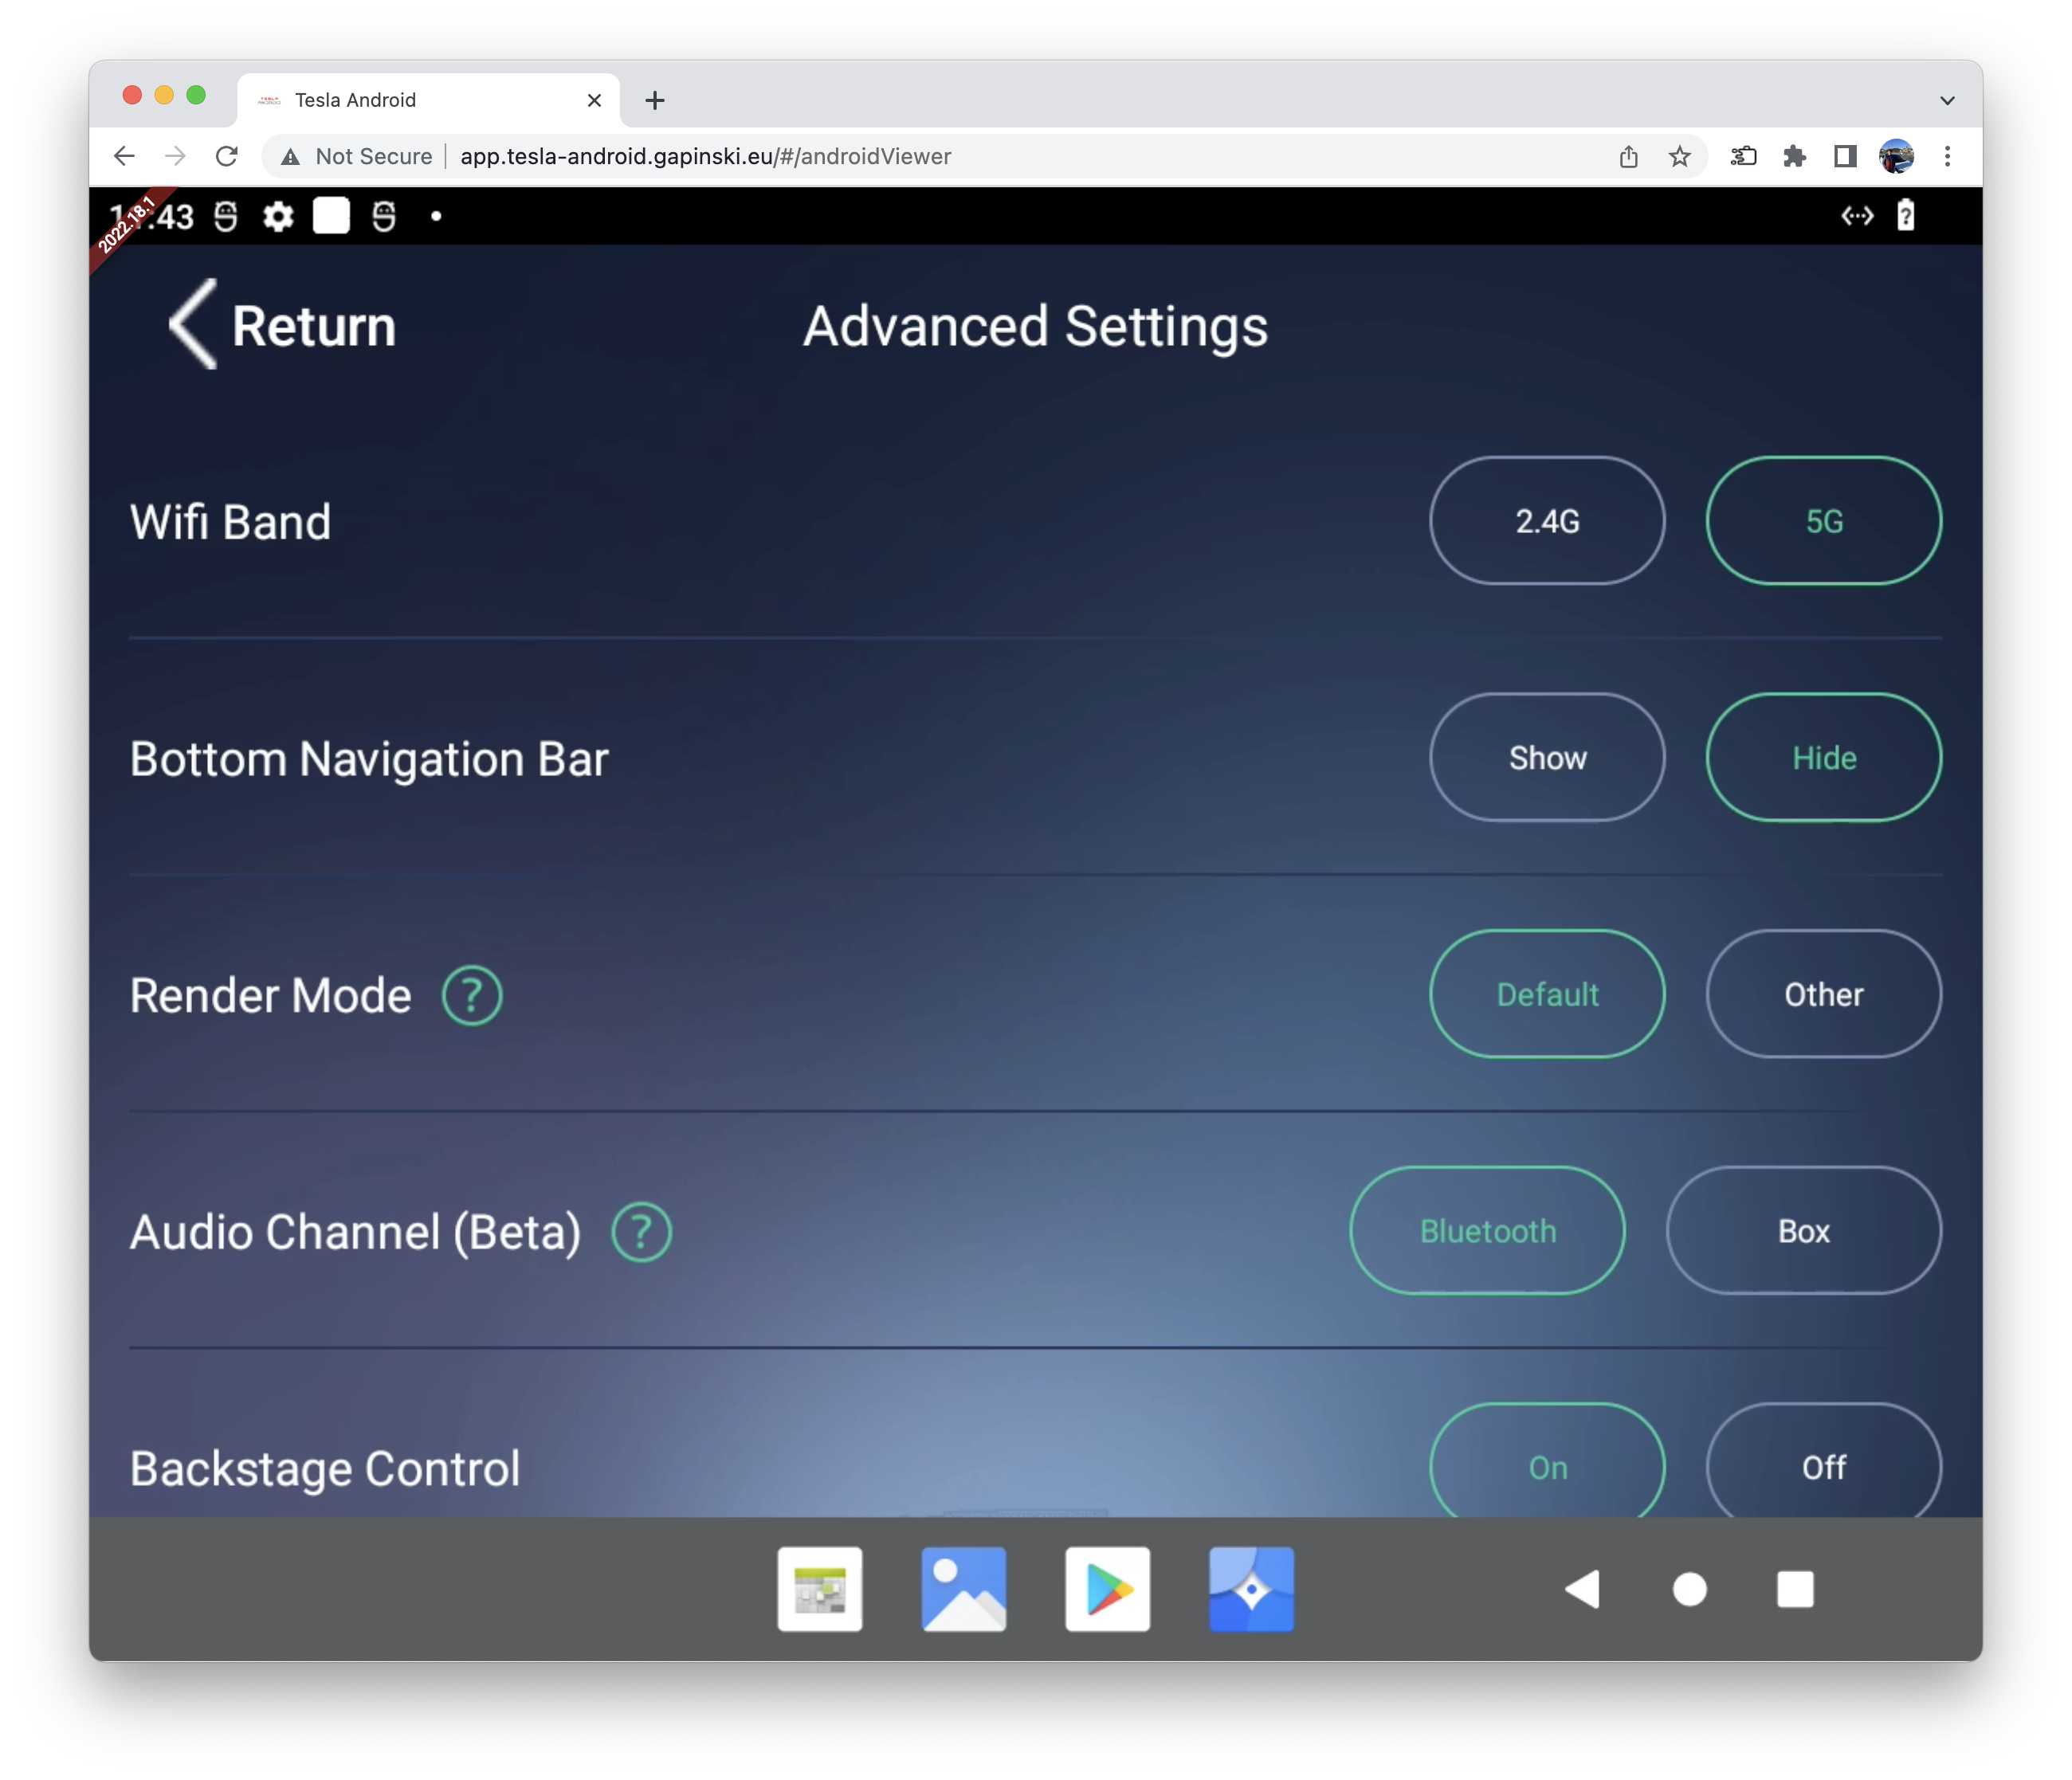 Tesla Android
Not Secure
app.tesla-android.gapinski.eu/#/androidViewer
2022.18.1
:43
Return
Advanced Settings
Wifi Band
2.4G
5G
Bottom Navigation Bar
Show
Hide
Render Mode ?
Default
Other
Audio Channel (Beta) ?
Bluetooth
Box
Backstage Control
On
Off